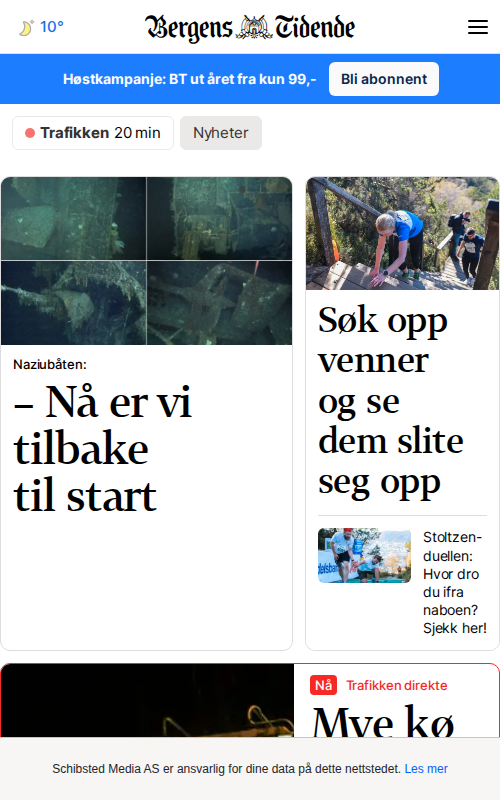 10°
Bergens Tidende
Høstkampanje: BT ut året fra kun 99,-
Bli abonnent
Trafikken 20 min
Nyheter
Naziubåten:
– Nå er vi
tilbake
til start
Søk opp
venner
og se
dem slite
seg opp
Stoltzen-
duellen:
Hvor dro
du ifra
naboen?
Sjekk her!
Nå Trafikken direkte
Mye kø
Schibsted Media AS er ansvarlig for dine data på dette nettstedet. Les mer